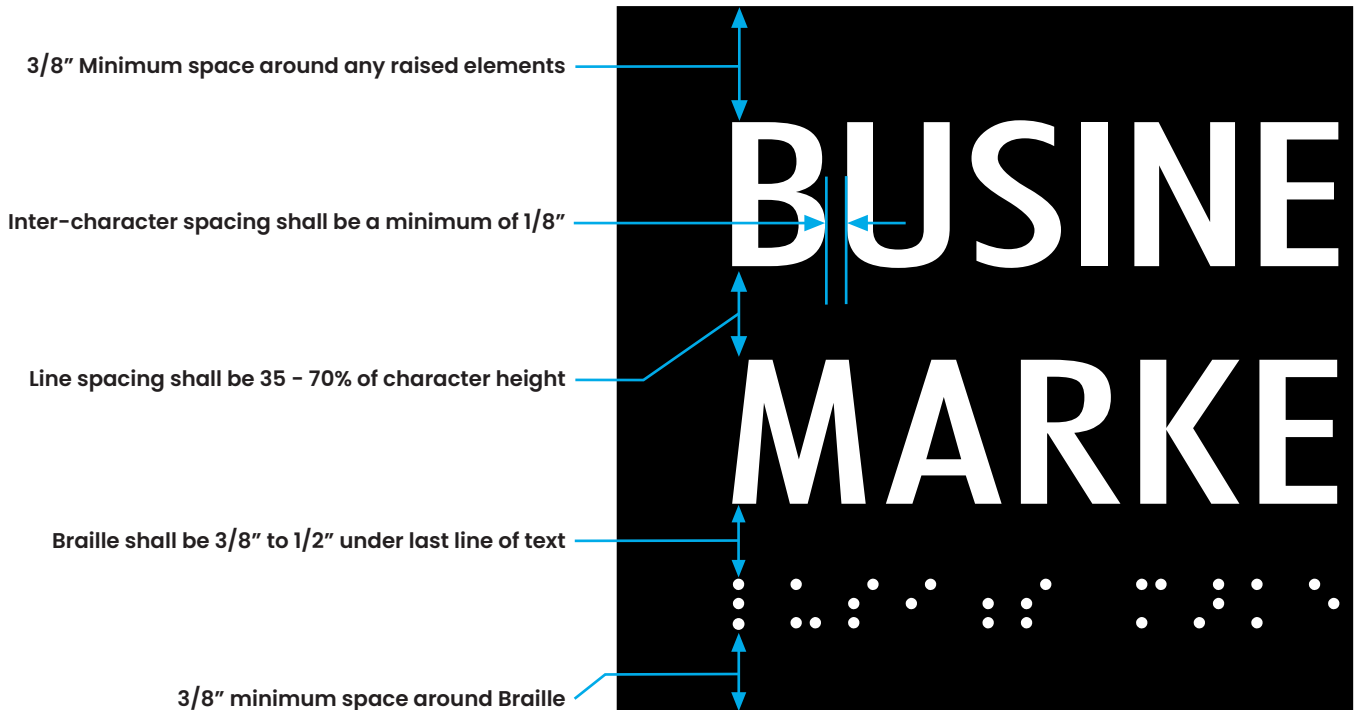 3/8” Minimum space around any raised elements
BUSINE
Inter-character spacing shall be a minimum of 1/8”
Line spacing shall be 35 - 70% of character height
MARKE
Braille shall be 3/8” to 1/2” under last line of text
3/8” minimum space around Braille